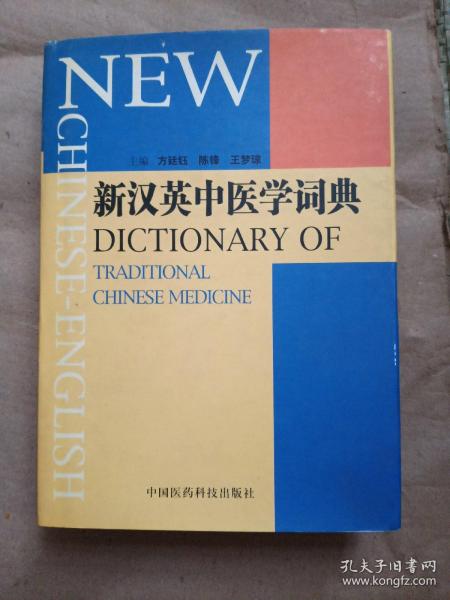 NEW
CHINESE-ENGLISH
主编 方廷钰 陈锋 王梦琼
新汉英中医学词典
DICTIONARY OF
TRADITIONAL
CHINESE MEDICINE
中国医药科技出版社
孔夫子旧书网
www.kongfz.com